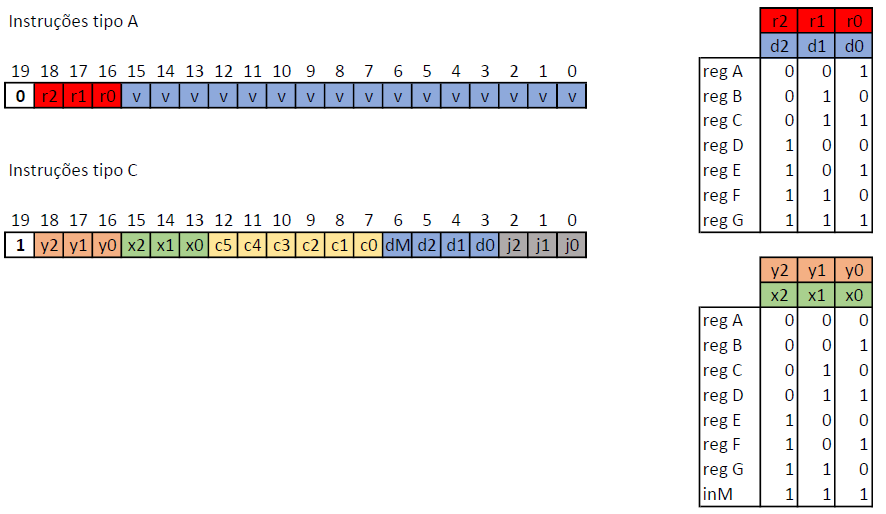 Instruções tipo A
19 18 17 16 15 14 13 12 11 10 9 8 7 6 5 4 3 2 1 0
0 r2 r1 r0 v v v v v v v v v v v v v v v v
Instruções tipo C
19 18 17 16 15 14 13 12 11 10 9 8 7 6 5 4 3 2 1 0
1 y2 y1 y0 x2 x1 x0 c5 c4 c3 c2 c1 c0 dM d2 d1 d0 j2 j1 j0
r2 r1 r0
d2 d1 d0
reg A 0 0 1
reg B 0 1 0
reg C 0 1 1
reg D 1 0 0
reg E 1 0 1
reg F 1 1 0
reg G 1 1 1
y2 y1 y0
x2 x1 x0
reg A 0 0 0
reg B 0 0 1
reg C 0 1 0
reg D 0 1 1
reg E 1 0 0
reg F 1 0 1
reg G 1 1 0
inM 1 1 1